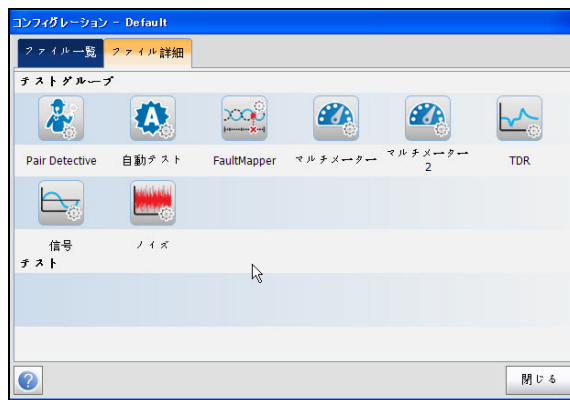 コンフィグレーション - Default
ファイル一覧 ファイル詳細
テストグループ
A
Pair Detective 自動テスト FaultMapper マルチメーター マルチメーター 2 TDR
信号 ノイズ
テスト
? 閉じる